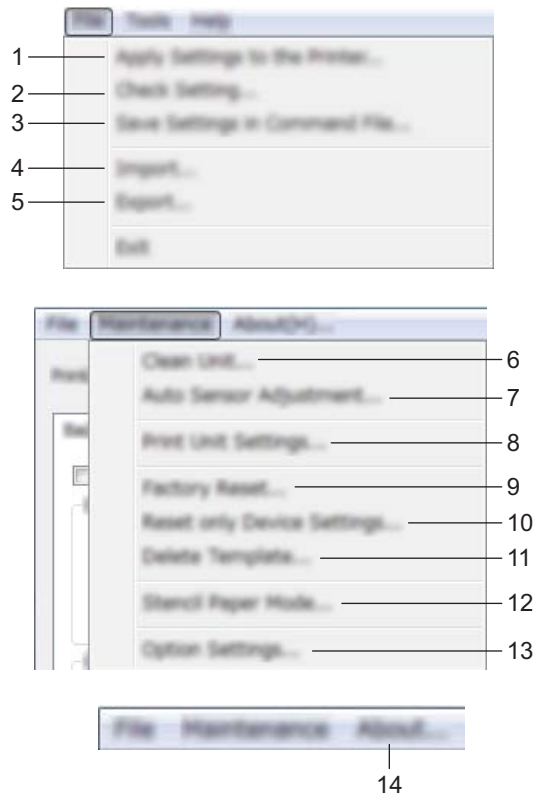 File Tools Help
1 Apply Settings to the Printer...
2 Check Setting...
3 Save Settings in Command File...
4 Import...
5 Export...
Exit
File Maintenance About(H)...
Clean Unit... 6
Auto Sensor Adjustment... 7
Print Unit Settings... 8
Factory Reset... 9
Reset only Device Settings... 10
Delete Template... 11
Stencil Paper Mode... 12
Option Settings... 13
File Maintenance About...
14